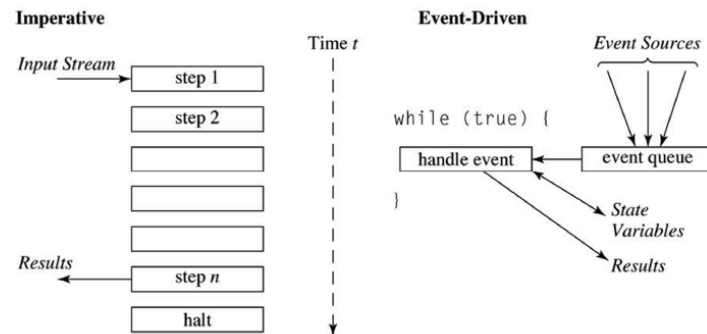 Imperative
Input Stream
step 1
step 2
Results
step n
halt
Time t
Event-Driven
Event Sources
while (true) {
handle event
event queue
}
State
Variables
Results